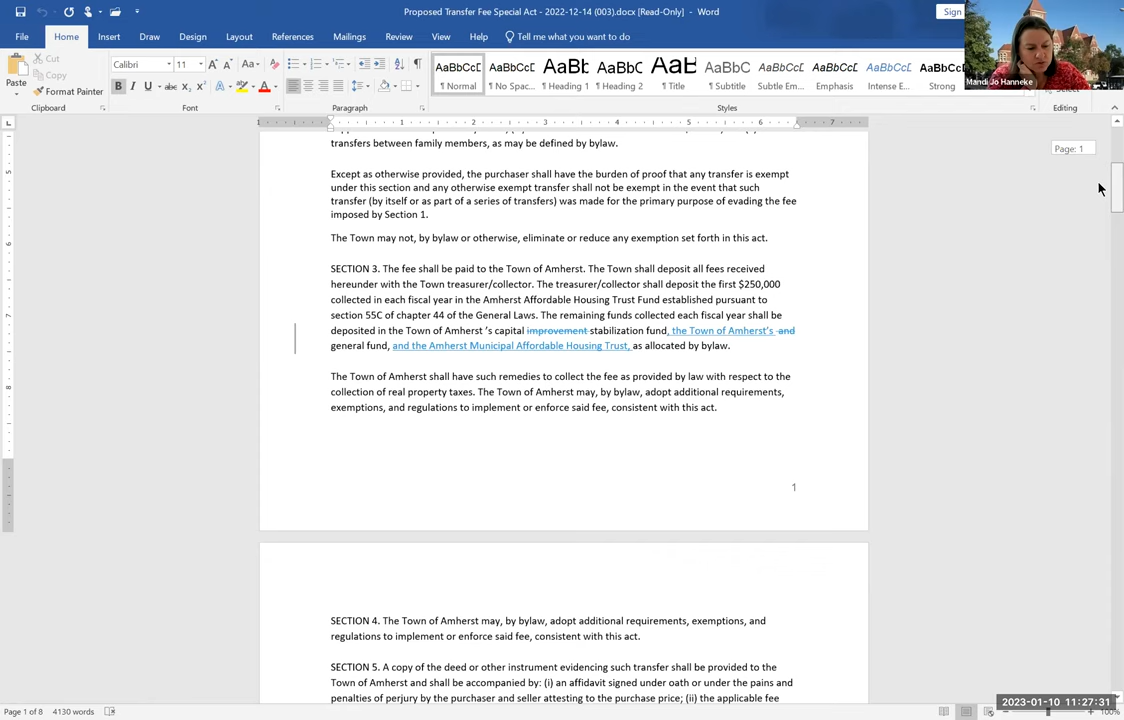 Proposed Transfer Fee Special Act - 2022-12-14 (003).docx [Read-Only] - Word
Sign
File Home Insert Draw Design Layout References Mailings Review View Help Tell me what you want to do
Paste
Cut
Copy
Format Painter
Calibri 11
AaBbCcDc AaBbCcDc AaBbC AaBbCc AaB AaBbCcD AaBbCcDc AaBbCcDc AaBbCcDc AaBbCcDc
¶ Normal ¶ No Spac... ¶ Heading 1 ¶ Heading 2 ¶ Title ¶ Subtitle Subtle Em... Emphasis Intense E... Strong
Mandi Jo Hanneke
Clipboard Font Paragraph Styles Editing
1 1 2 3 4 5 6 7
transfers between family members, as may be defined by bylaw.
Page: 1
Except as otherwise provided, the purchaser shall have the burden of proof that any transfer is exempt
under this section and any otherwise exempt transfer shall not be exempt in the event that such
transfer (by itself or as part of a series of transfers) was made for the primary purpose of evading the fee
imposed by Section 1.
The Town may not, by bylaw or otherwise, eliminate or reduce any exemption set forth in this act.
SECTION 3. The fee shall be paid to the Town of Amherst. The Town shall deposit all fees received
hereunder with the Town treasurer/collector. The treasurer/collector shall deposit the first $250,000
collected in each fiscal year in the Amherst Affordable Housing Trust Fund established pursuant to
section 55C of chapter 44 of the General Laws. The remaining funds collected each fiscal year shall be
deposited in the Town of Amherst 's capital improvement stabilization fund, the Town of Amherst's and
general fund, and the Amherst Municipal Affordable Housing Trust, as allocated by bylaw.
The Town of Amherst shall have such remedies to collect the fee as provided by law with respect to the
collection of real property taxes. The Town of Amherst may, by bylaw, adopt additional requirements,
exemptions, and regulations to implement or enforce said fee, consistent with this act.
1
SECTION 4. The Town of Amherst may, by bylaw, adopt additional requirements, exemptions, and
regulations to implement or enforce said fee, consistent with this act.
SECTION 5. A copy of the deed or other instrument evidencing such transfer shall be provided to the
Town of Amherst and shall be accompanied by: (i) an affidavit signed under oath or under the pains and
penalties of perjury by the purchaser and seller attesting to the purchase price; (ii) the applicable fee
2023-01-10 11:27:31
Page 1 of 8 4130 words 100%